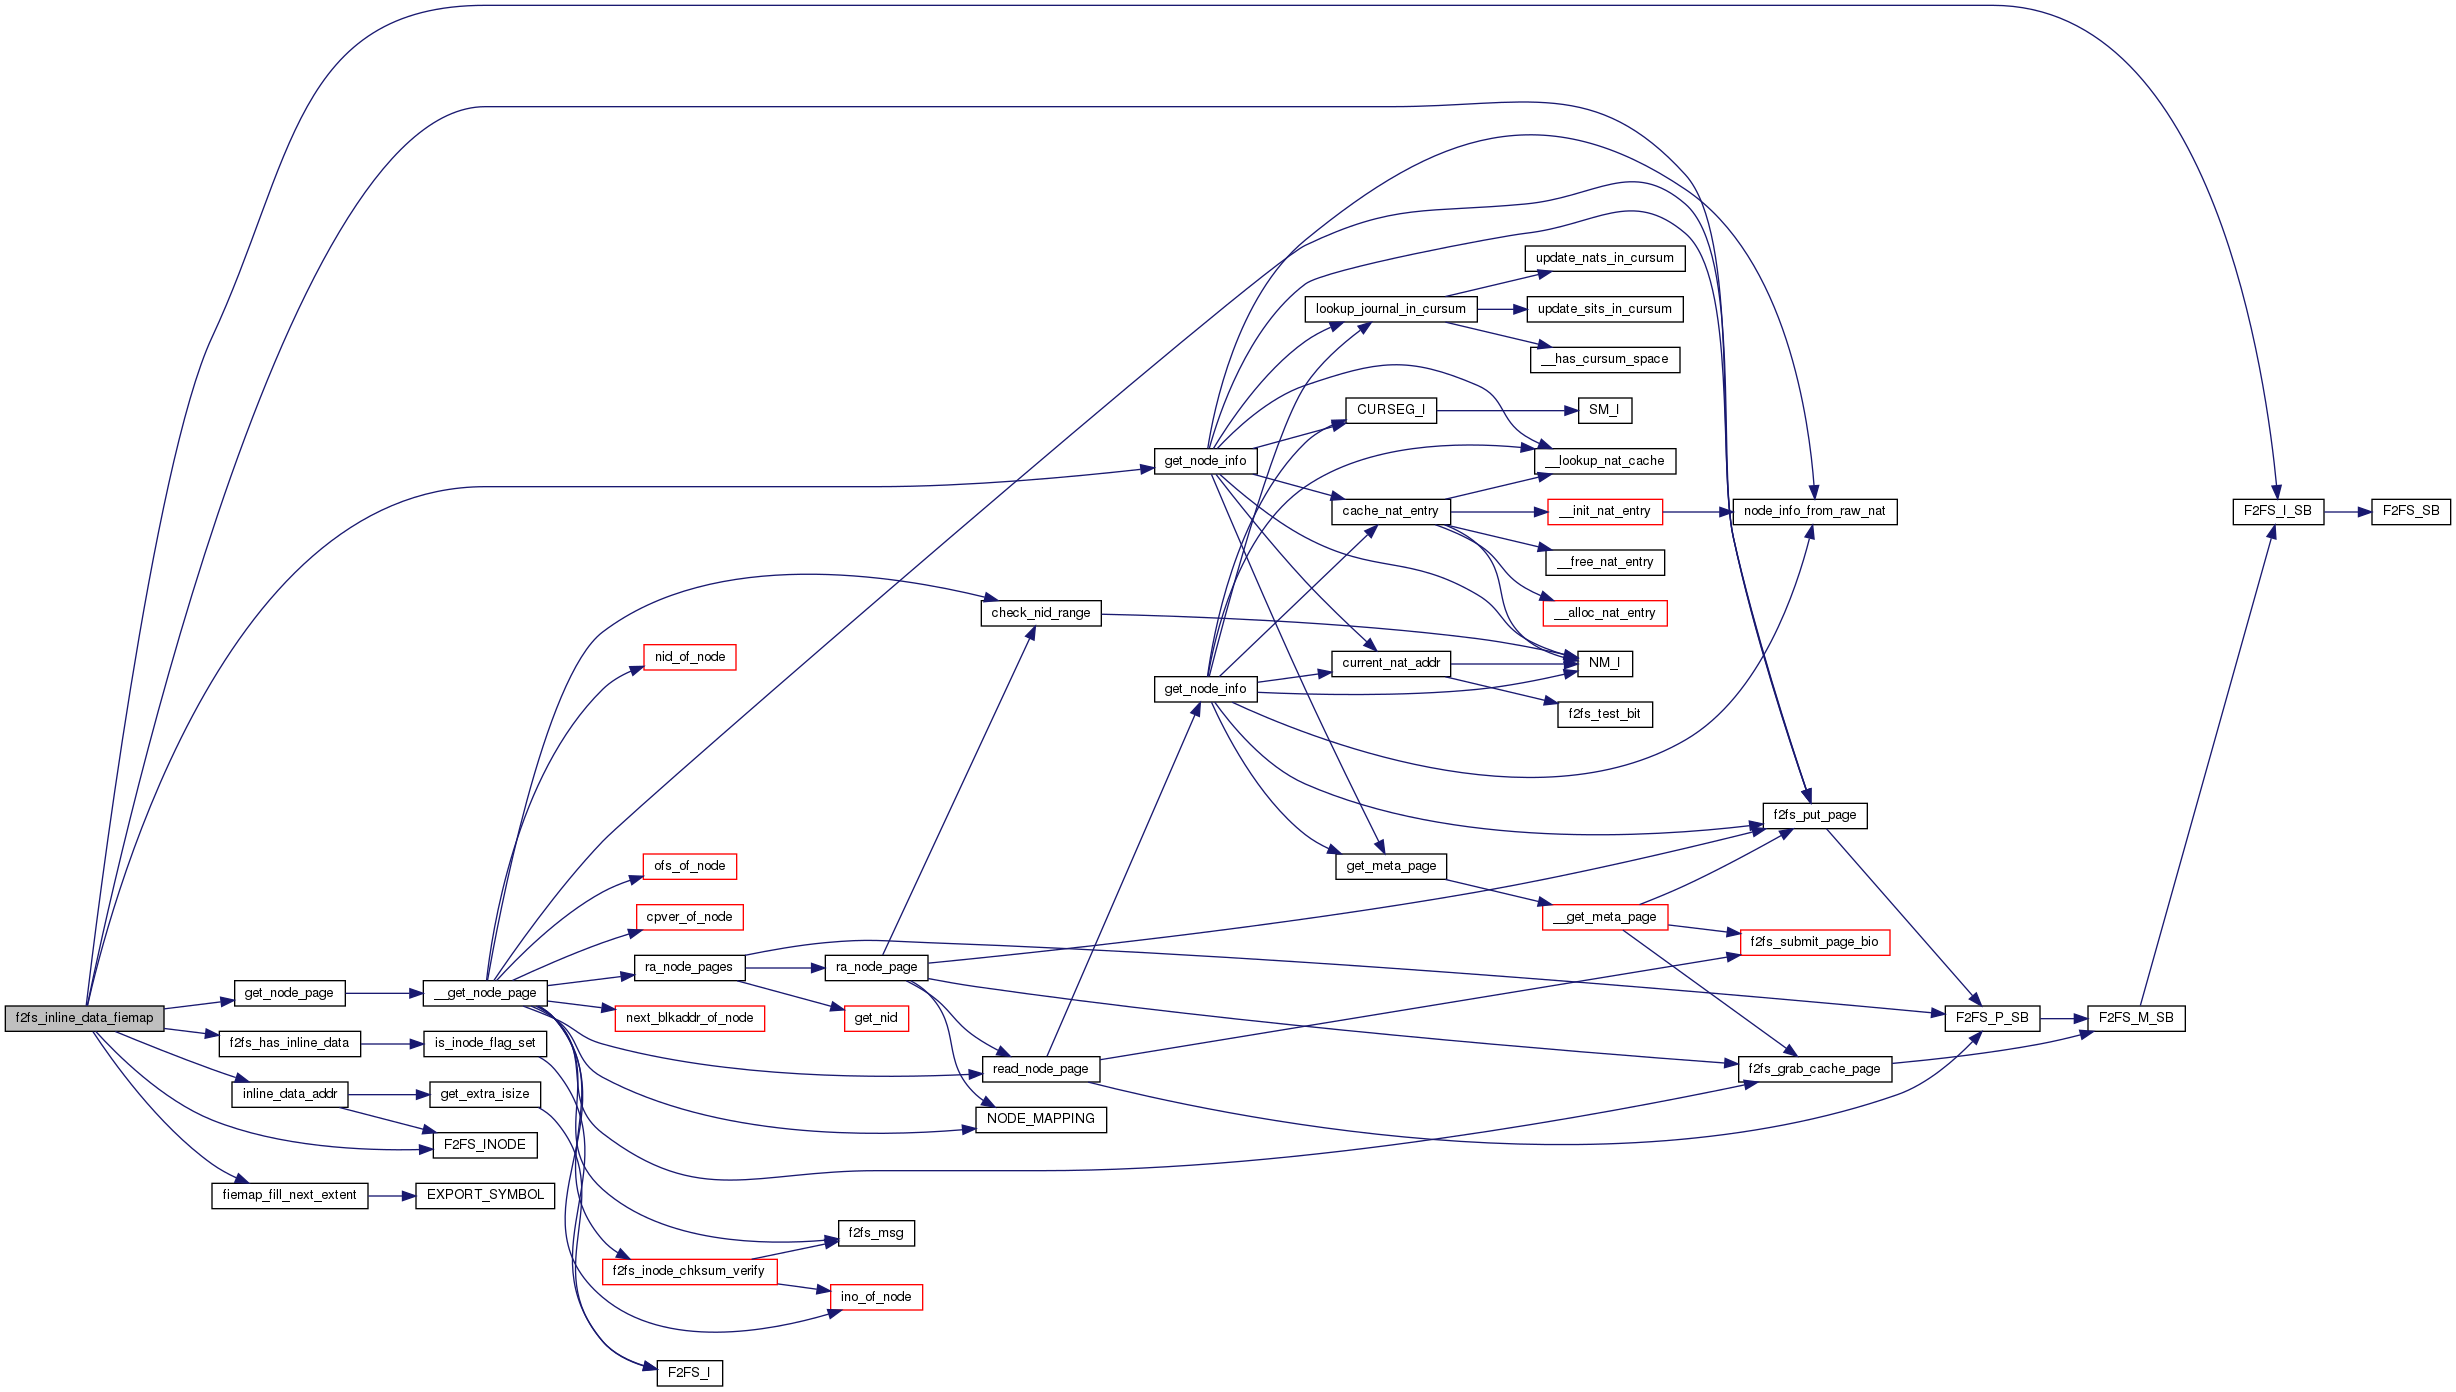 f2fs_inline_data_fiemap
get_node_page
f2fs_has_inline_data
inline_data_addr
fiemap_fill_next_extent
__get_node_page
is_inode_flag_set
get_extra_isize
F2FS_INODE
EXPORT_SYMBOL
nid_of_node
ofs_of_node
cpver_of_node
ra_node_pages
next_blkaddr_of_node
f2fs_inode_chksum_verify
F2FS_I
ra_node_page
get_nid
f2fs_msg
ino_of_node
check_nid_range
read_node_page
NODE_MAPPING
get_node_info
get_node_info
lookup_journal_in_cursum
CURSEG_I
cache_nat_entry
current_nat_addr
get_meta_page
update_nats_in_cursum
update_sits_in_cursum
__has_cursum_space
SM_I
__lookup_nat_cache
__init_nat_entry
__free_nat_entry
__alloc_nat_entry
NM_I
f2fs_test_bit
__get_meta_page
node_info_from_raw_nat
f2fs_put_page
f2fs_submit_page_bio
f2fs_grab_cache_page
F2FS_P_SB
F2FS_M_SB
F2FS_I_SB
F2FS_SB